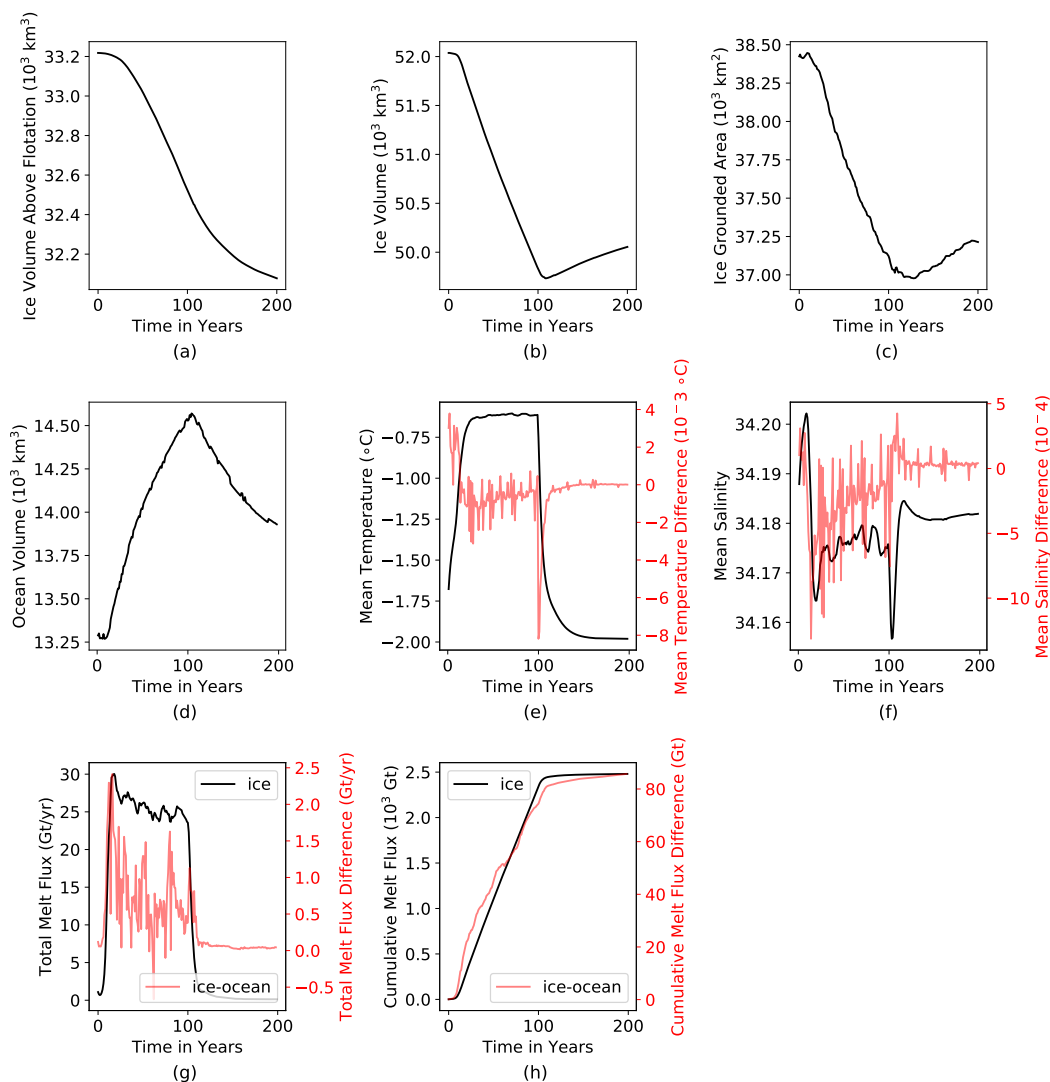 Ice Volume Above Flotation (10³ km³)
33.2
33.0
32.8
32.6
32.4
32.2
0
100
200
Time in Years
(a)
Ice Volume (10³ km³)
52.0
51.5
51.0
50.5
50.0
0
100
200
Time in Years
(b)
Ice Grounded Area (10³ km²)
38.50
38.25
38.00
37.75
37.50
37.25
37.00
0
100
200
Time in Years
(c)
Ocean Volume (10³ km³)
14.50
14.25
14.00
13.75
13.50
13.25
0
100
200
Time in Years
(d)
Mean Temperature (∘C)
−0.75
−1.00
−1.25
−1.50
−1.75
−2.00
0
100
200
Time in Years
4
2
0
−2
−4
−6
−8
Mean Temperature Difference (10⁻3 ∘C)
(e)
Mean Salinity
34.20
34.19
34.18
34.17
34.16
0
100
200
Time in Years
5
0
−5
−10
Mean Salinity Difference (10⁻4)
(f)
Total Melt Flux (Gt/yr)
30
25
20
15
10
5
0
ice
ice-ocean
0
100
200
Time in Years
2.5
2.0
1.5
1.0
0.5
0.0
−0.5
Total Melt Flux Difference (Gt/yr)
(g)
Cumulative Melt Flux (10³ Gt)
2.5
2.0
1.5
1.0
0.5
0.0
ice
ice-ocean
0
100
200
Time in Years
80
60
40
20
0
Cumulative Melt Flux Difference (Gt)
(h)